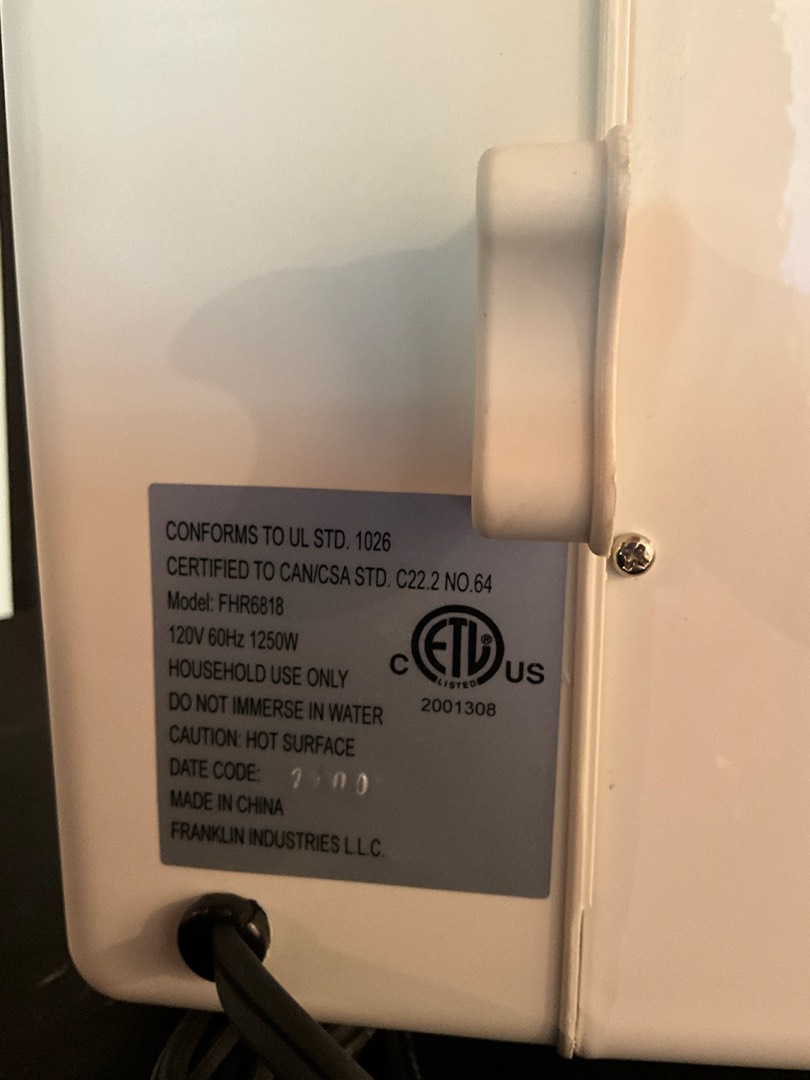 CONFORMS TO UL STD. 1026
CERTIFIED TO CAN/CSA STD. C22.2 NO.64
Model: FHR6818
120V 60Hz 1250W
HOUSEHOLD USE ONLY
DO NOT IMMERSE IN WATER
CAUTION: HOT SURFACE
DATE CODE:
MADE IN CHINA
FRANKLIN INDUSTRIES L.L.C.
C ETL® US
LISTED
2001308